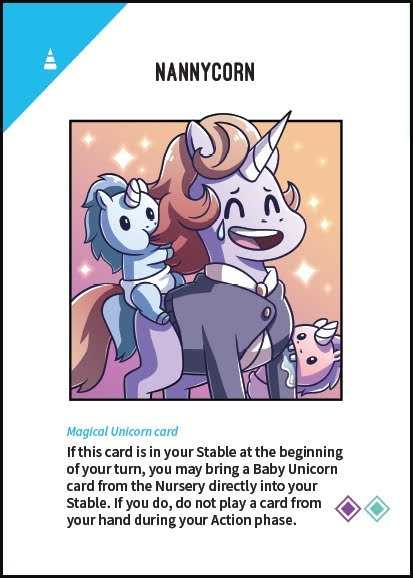 NANNYCORN
Magical Unicorn card
If this card is in your Stable at the beginning
of your turn, you may bring a Baby Unicorn
card from the Nursery directly into your
Stable. If you do, do not play a card from
your hand during your Action phase.